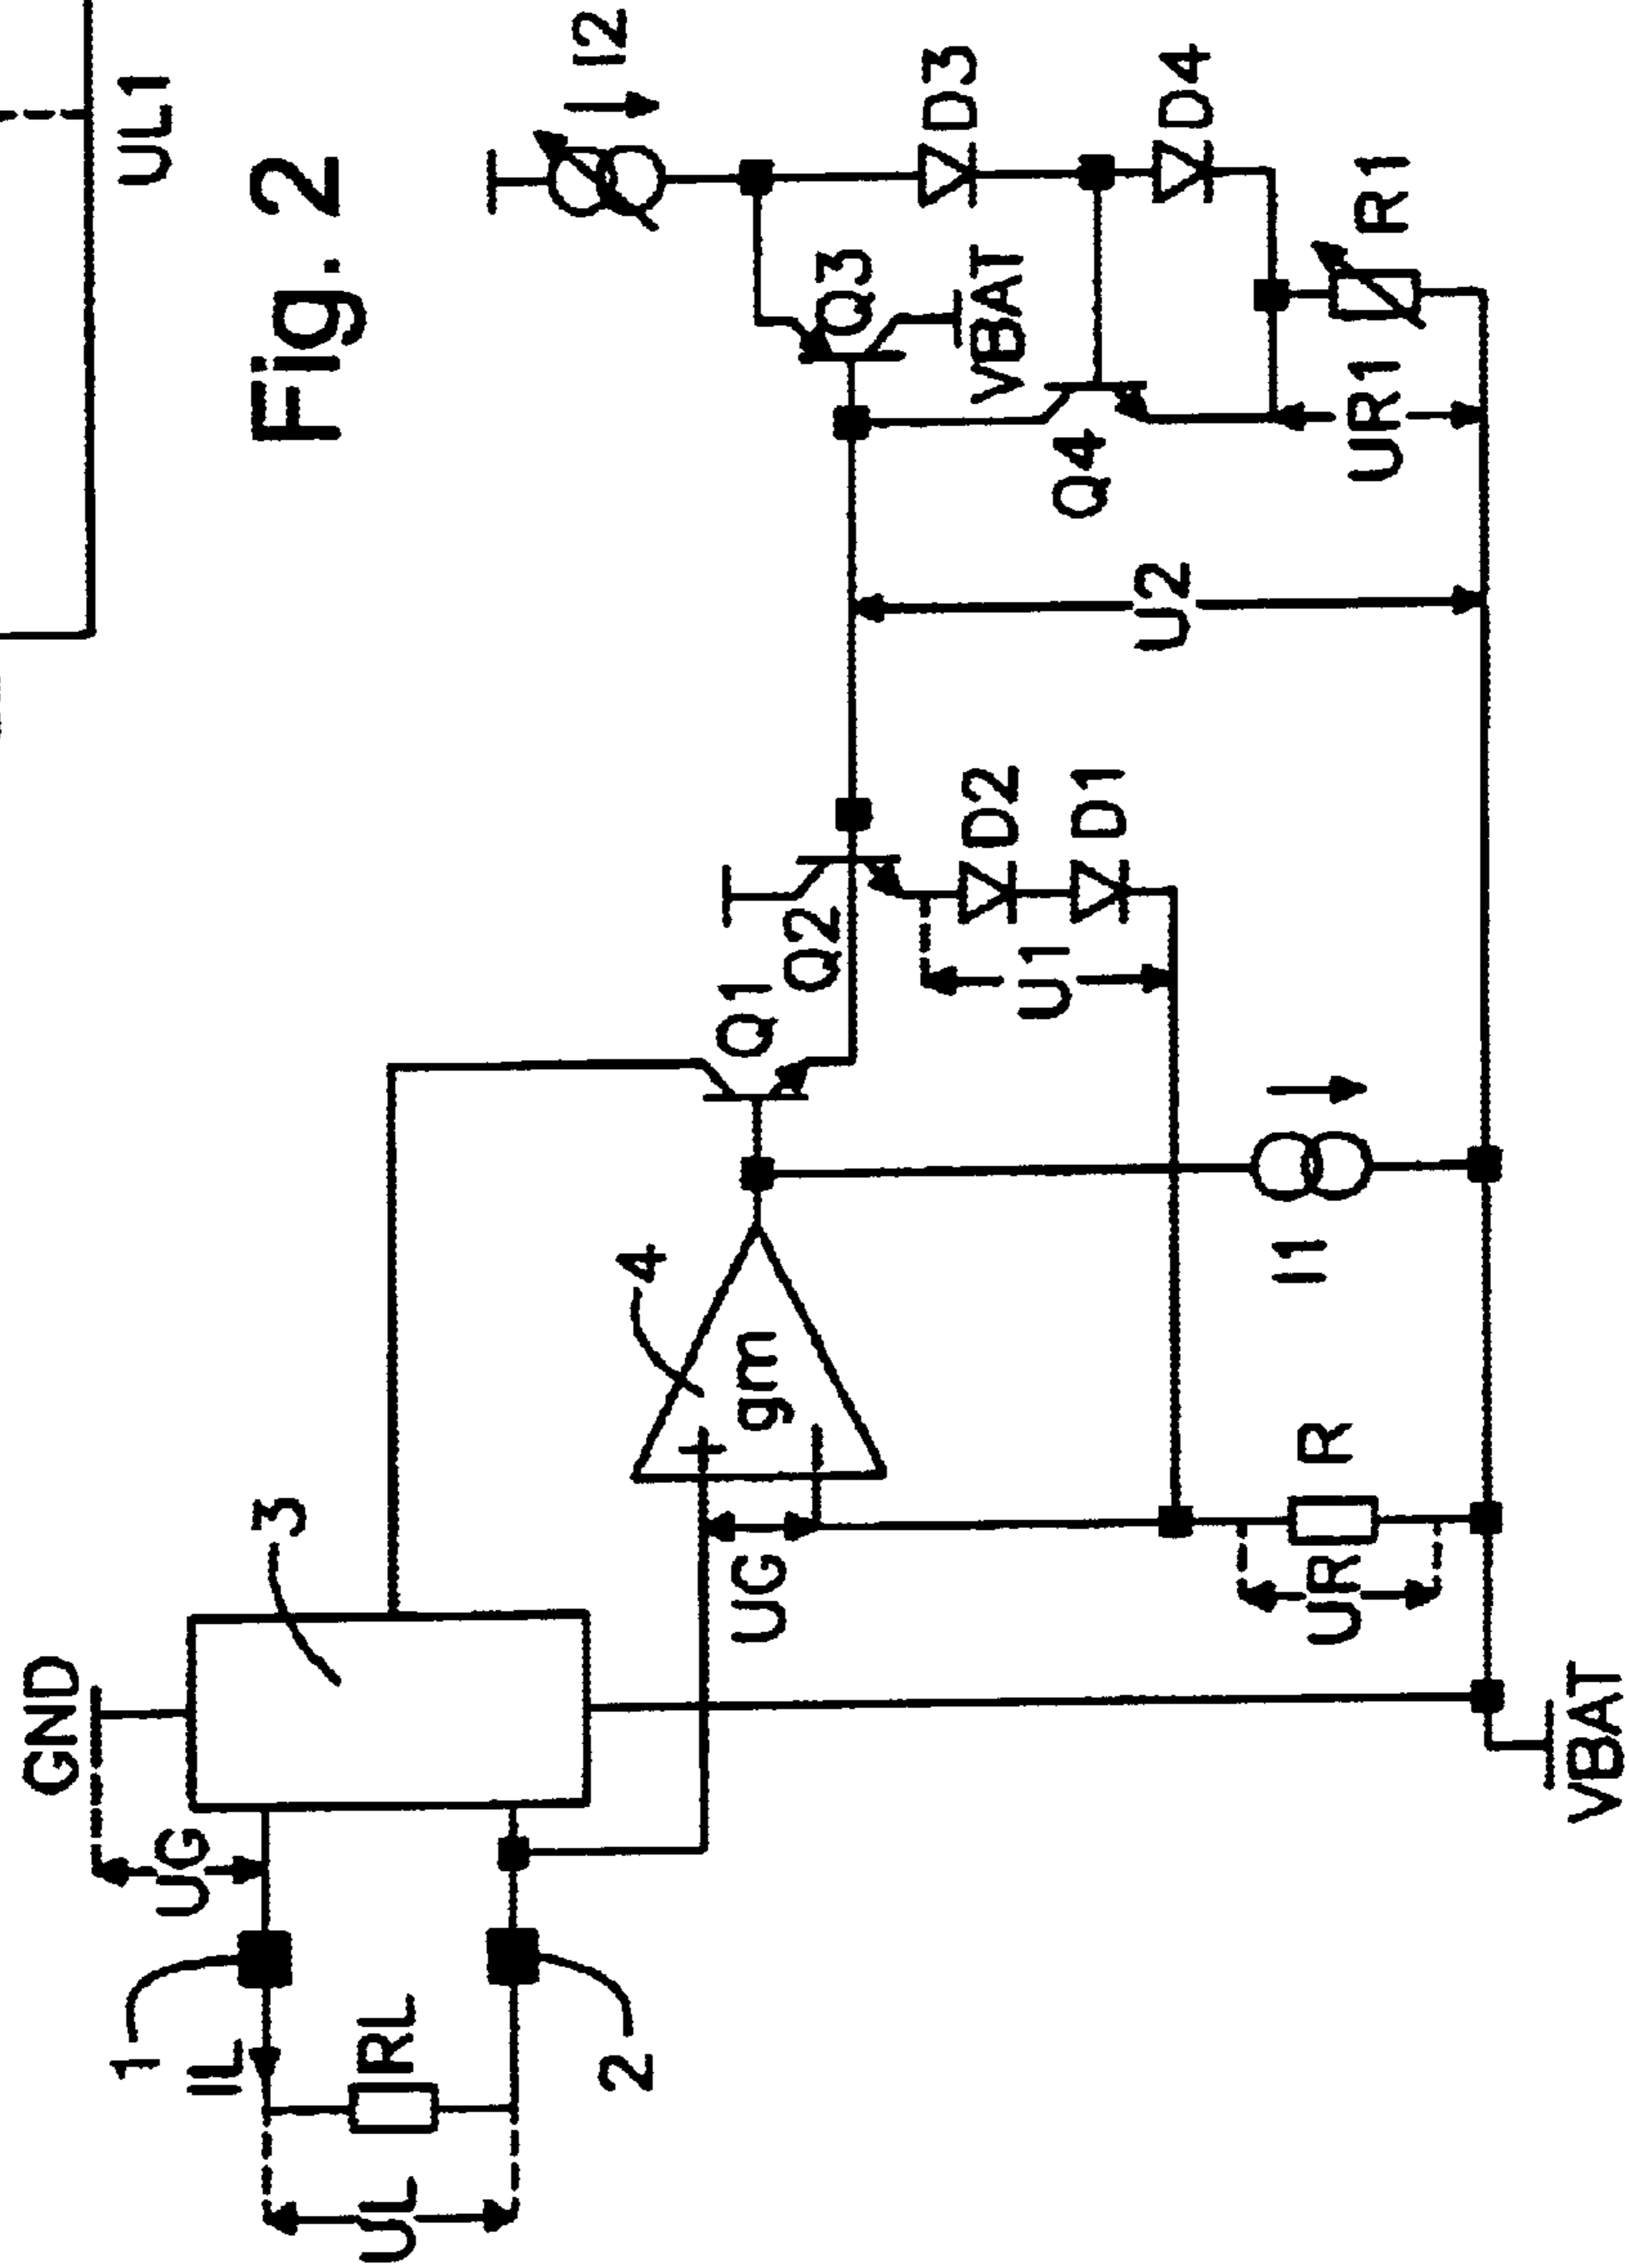 UL1
Fig. 2
GND
UG
3
1
IL
RL
UL
2
4
gm
UG
Q1
Q2
D2
D1
U1
U2
I2
D3
Q3
VBAT
D4
Q4
R1
UR1
I1
R
UR
VBAT